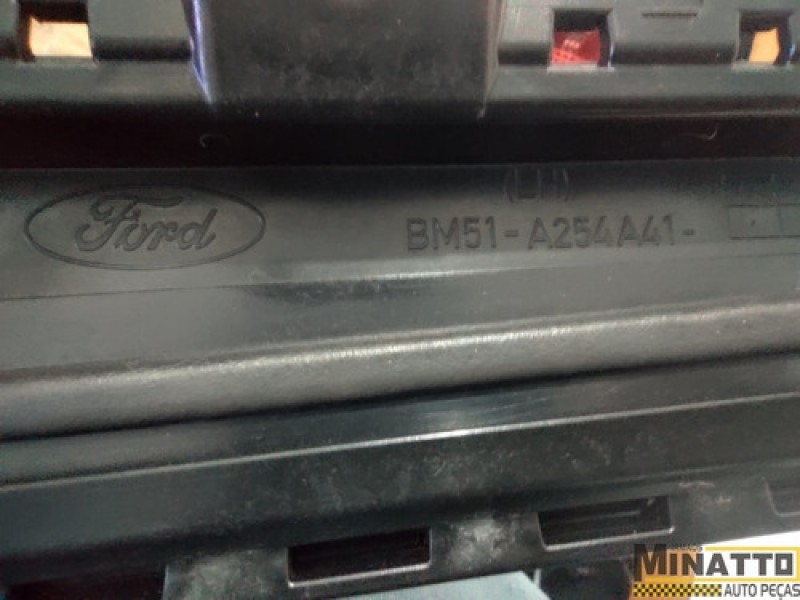 (LH)
Ford
BM51-A254A41-
MINATTO
AUTO PEÇAS